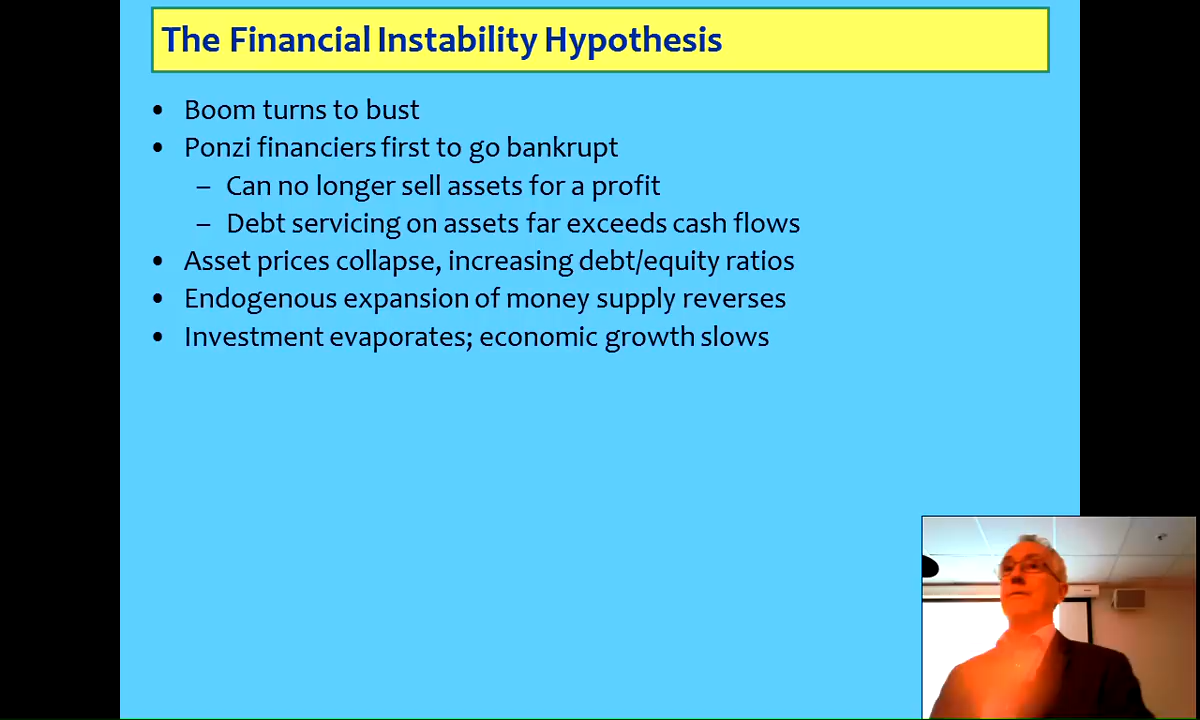 The Financial Instability Hypothesis
• Boom turns to bust
• Ponzi financiers first to go bankrupt
– Can no longer sell assets for a profit
– Debt servicing on assets far exceeds cash flows
• Asset prices collapse, increasing debt/equity ratios
• Endogenous expansion of money supply reverses
• Investment evaporates; economic growth slows